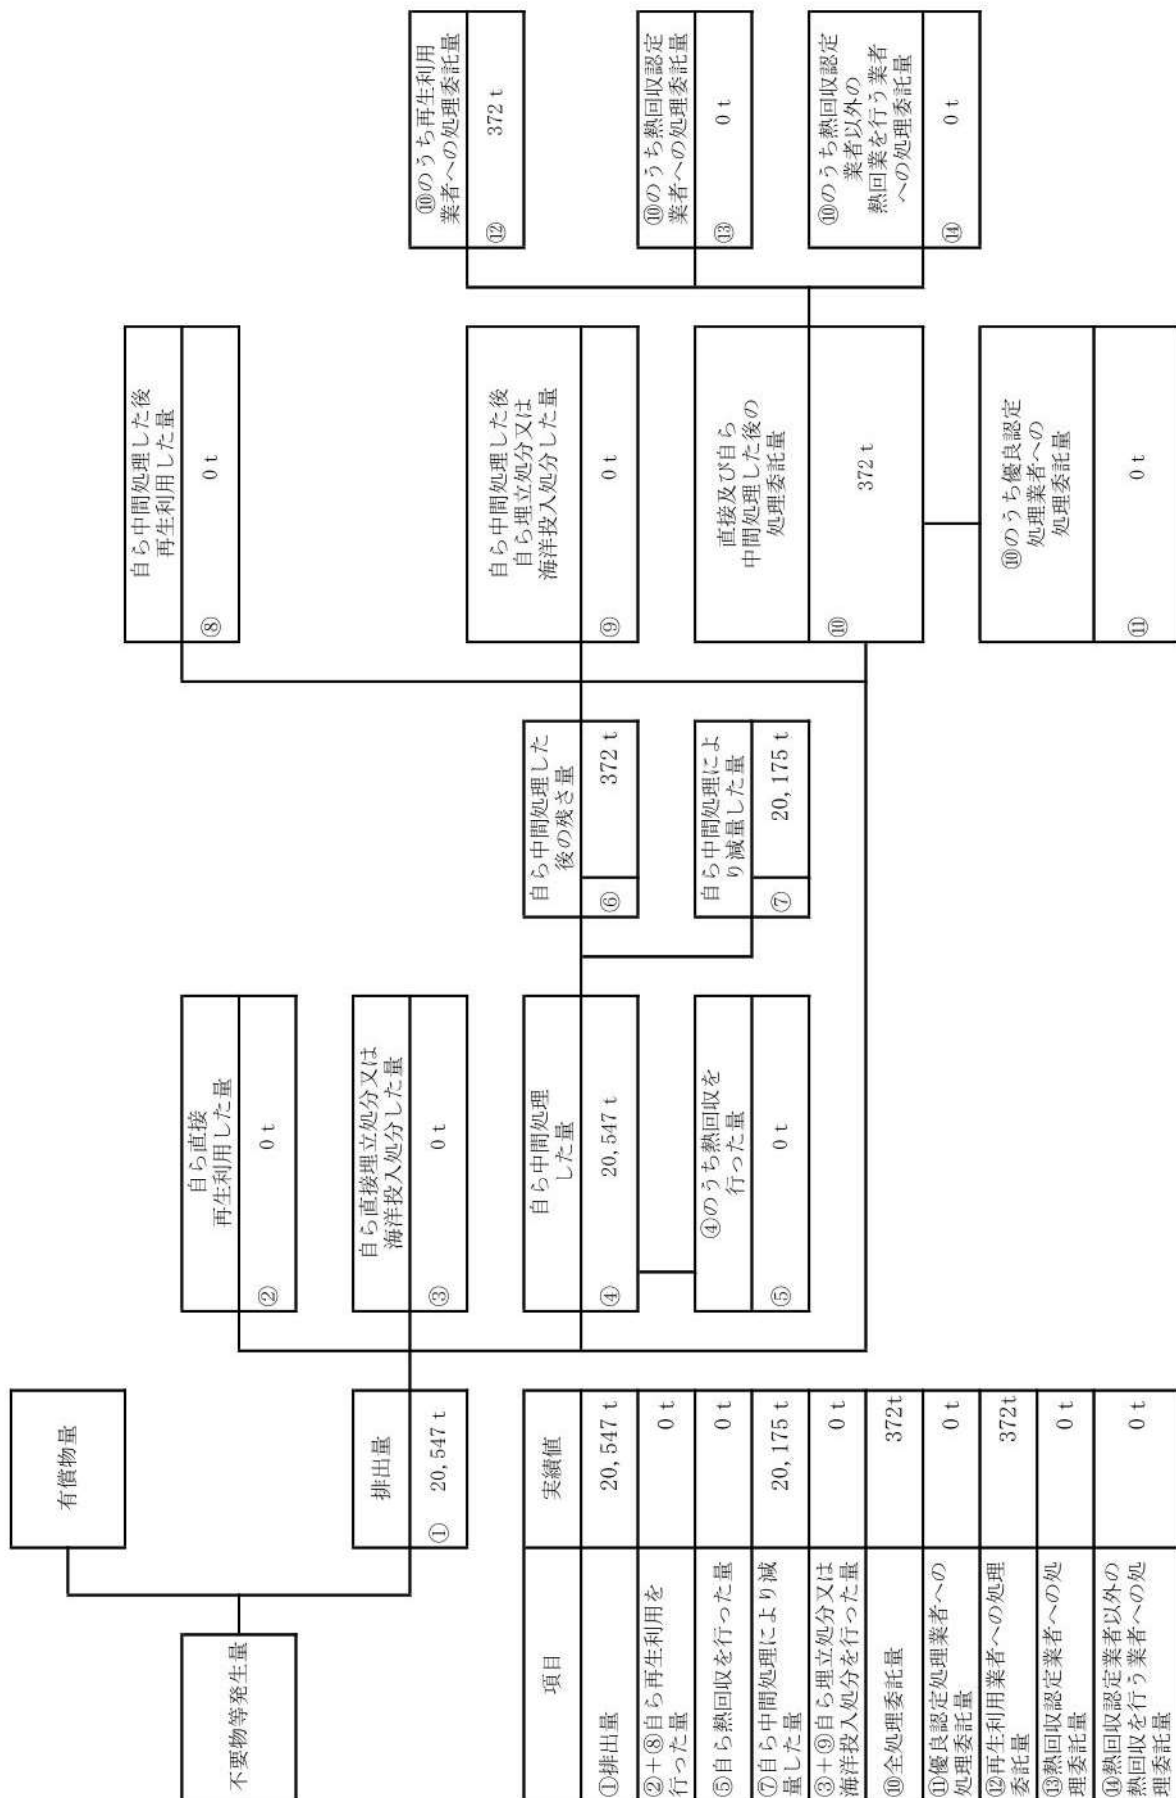 不要物等発生量
有償物量
排出量
① 20,547 t
自ら直接
再生利用した量
② 0 t
自ら直接埋立処分又は
海洋投入処分した量
③ 0 t
自ら中間処理
した量
④ 20,547 t
④のうち熱回収を
行った量
⑤ 0 t
自ら中間処理した
後の残さ量
⑥ 372 t
自ら中間処理によ
り減量した量
⑦ 20,175 t
自ら中間処理した後
再生利用した量
⑧ 0 t
自ら中間処理した後
自ら埋立処分又は
海洋投入処分した量
⑨ 0 t
直接及び自ら
中間処理した後の
処理委託量
⑩ 372 t
⑩のうち優良認定
処理業者への
処理委託量
⑪ 0 t
⑩のうち再生利用
業者への処理委託量
⑫ 372 t
⑩のうち熱回収認定
業者への処理委託量
⑬ 0 t
⑩のうち熱回収認定
業者以外の
熱回業を行う業者
への処理委託量
⑭ 0 t
項目 実績値
①排出量 20,547 t
②+⑧自ら再生利用を
行った量 0 t
⑤自ら熱回収を行った量 0 t
⑦自ら中間処理により減
量した量 20,175 t
③+⑨自ら埋立処分又は
海洋投入処分を行った量 0 t
⑩全処理委託量 372t
⑪優良認定処理業者への
処理委託量 0 t
⑫再生利用業者への処理
委託量 372t
⑬熱回収認定業者への処
理委託量 0 t
⑭熱回収認定業者以外の
熱回収を行う業者への処
理委託量 0 t